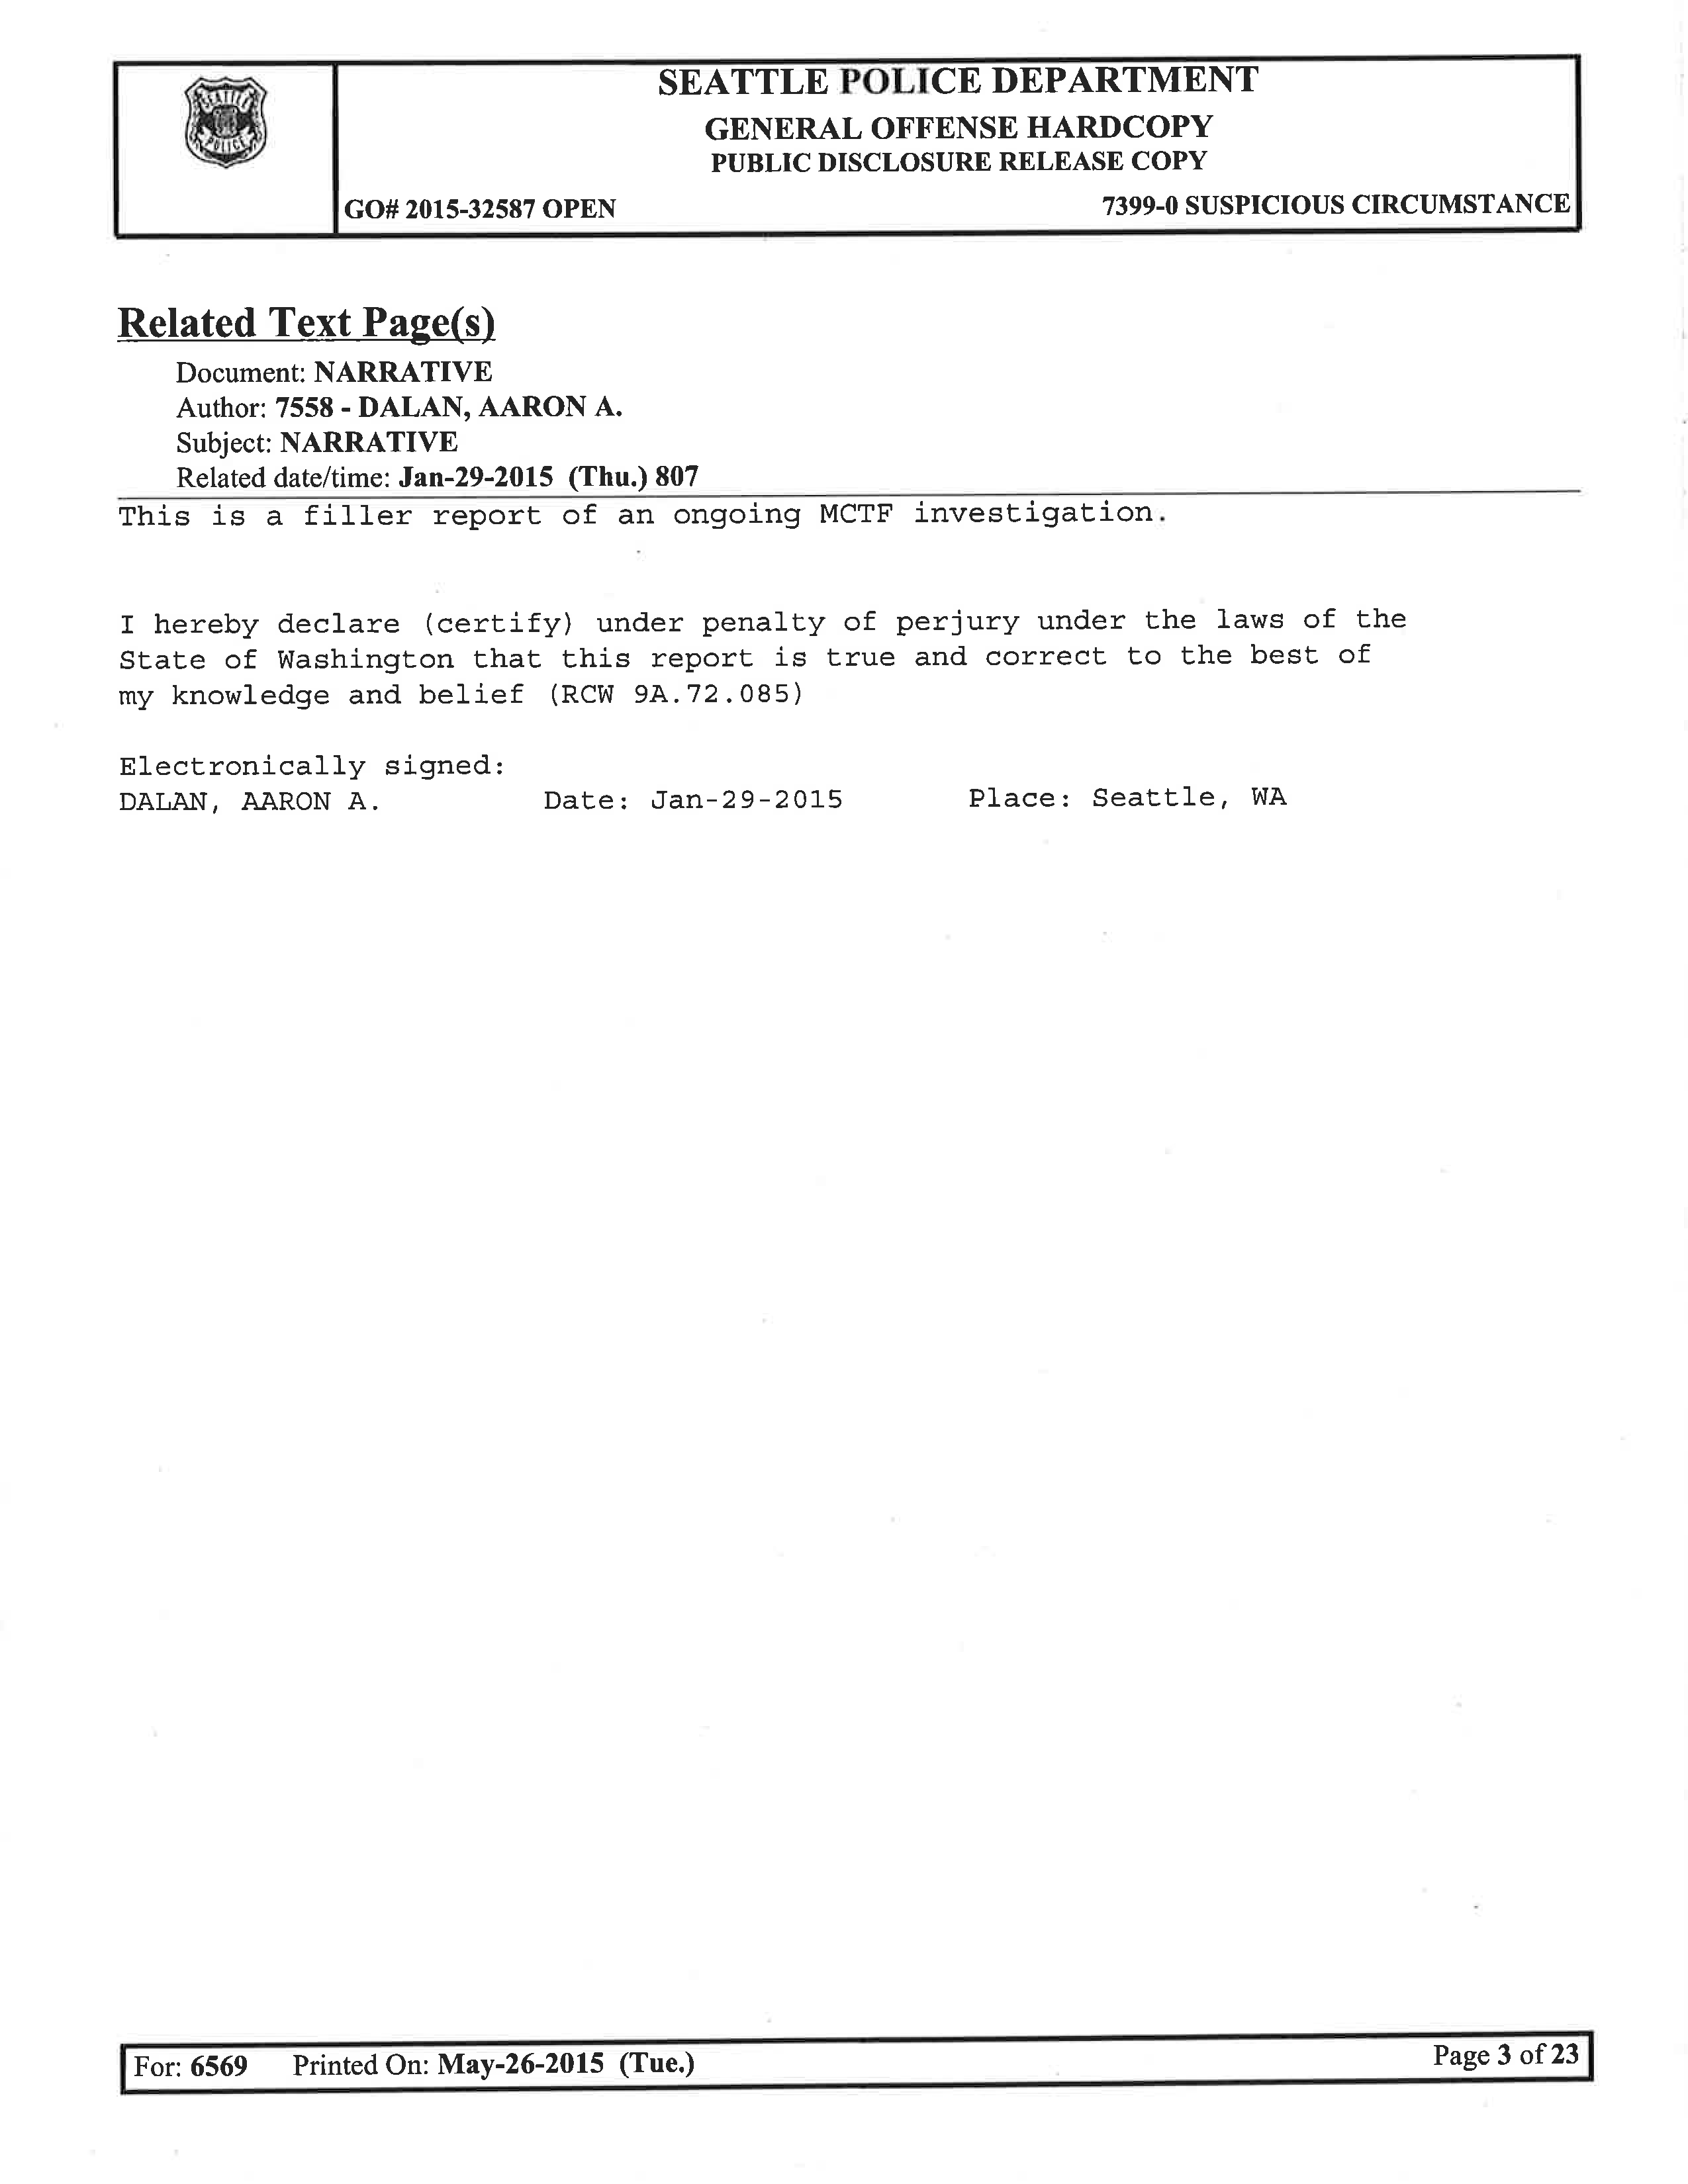 SEATTLE POLICE
SEATTLE POLICE DEPARTMENT
GENERAL OFFENSE HARDCOPY
PUBLIC DISCLOSURE RELEASE COPY
GO# 2015-32587 OPEN 7399-0 SUSPICIOUS CIRCUMSTANCE
Related Text Page(s)
Document: NARRATIVE
Author: 7558 - DALAN, AARON A.
Subject: NARRATIVE
Related date/time: Jan-29-2015 (Thu.) 807
This is a filler report of an ongoing MCTF investigation.
I hereby declare (certify) under penalty of perjury under the laws of the
State of Washington that this report is true and correct to the best of
my knowledge and belief (RCW 9A.72.085)
Electronically signed:
DALAN, AARON A. Date: Jan-29-2015 Place: Seattle, WA
For: 6569 Printed On: May-26-2015 (Tue.) Page 3 of 23